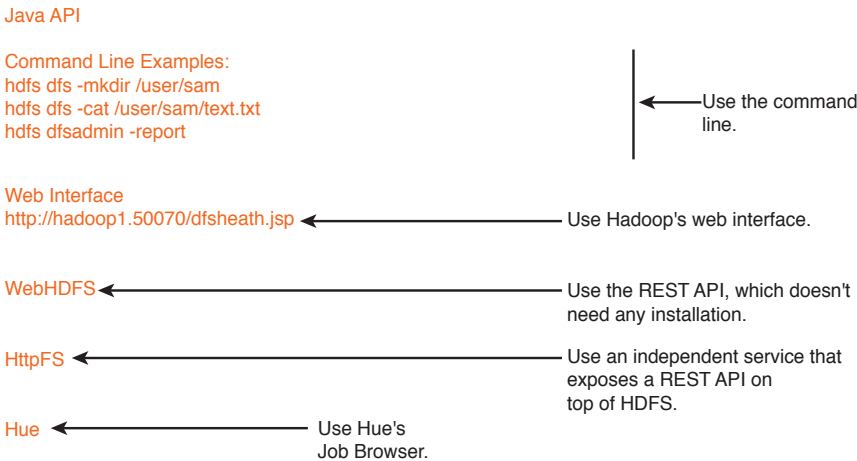 Java API
Command Line Examples:
hdfs dfs -mkdir /user/sam
hdfs dfs -cat /user/sam/text.txt
hdfs dfsadmin -report
Use the command
line.
Web Interface
http://hadoop1.50070/dfsheath.jsp
Use Hadoop's web interface.
WebHDFS
Use the REST API, which doesn't
need any installation.
HttpFS
Use an independent service that
exposes a REST API on
top of HDFS.
Hue
Use Hue's
Job Browser.